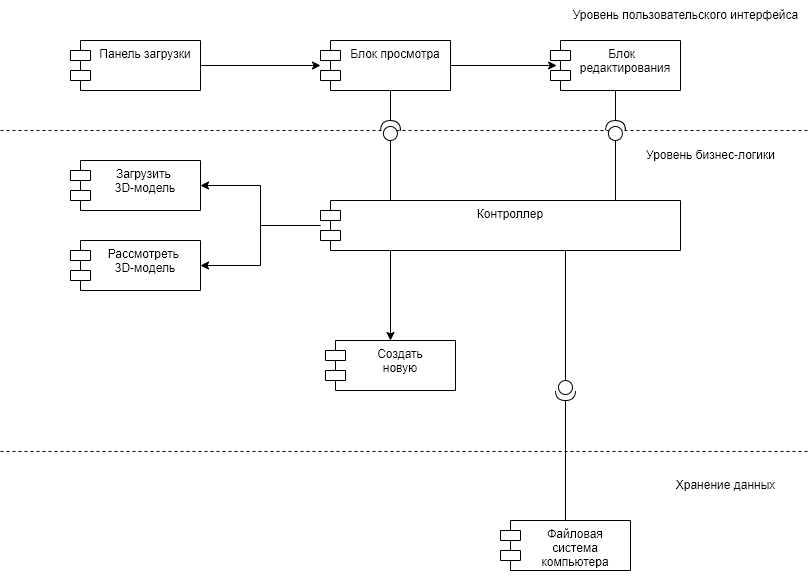 Уровень пользовательского интерфейса
Панель загрузки
Блок просмотра
Блок
редактирования
Уровень бизнес-логики
Загрузить
3D-модель
Контроллер
Рассмотреть
3D-модель
Создать
новую
Хранение данных
Файловая
система
компьютера